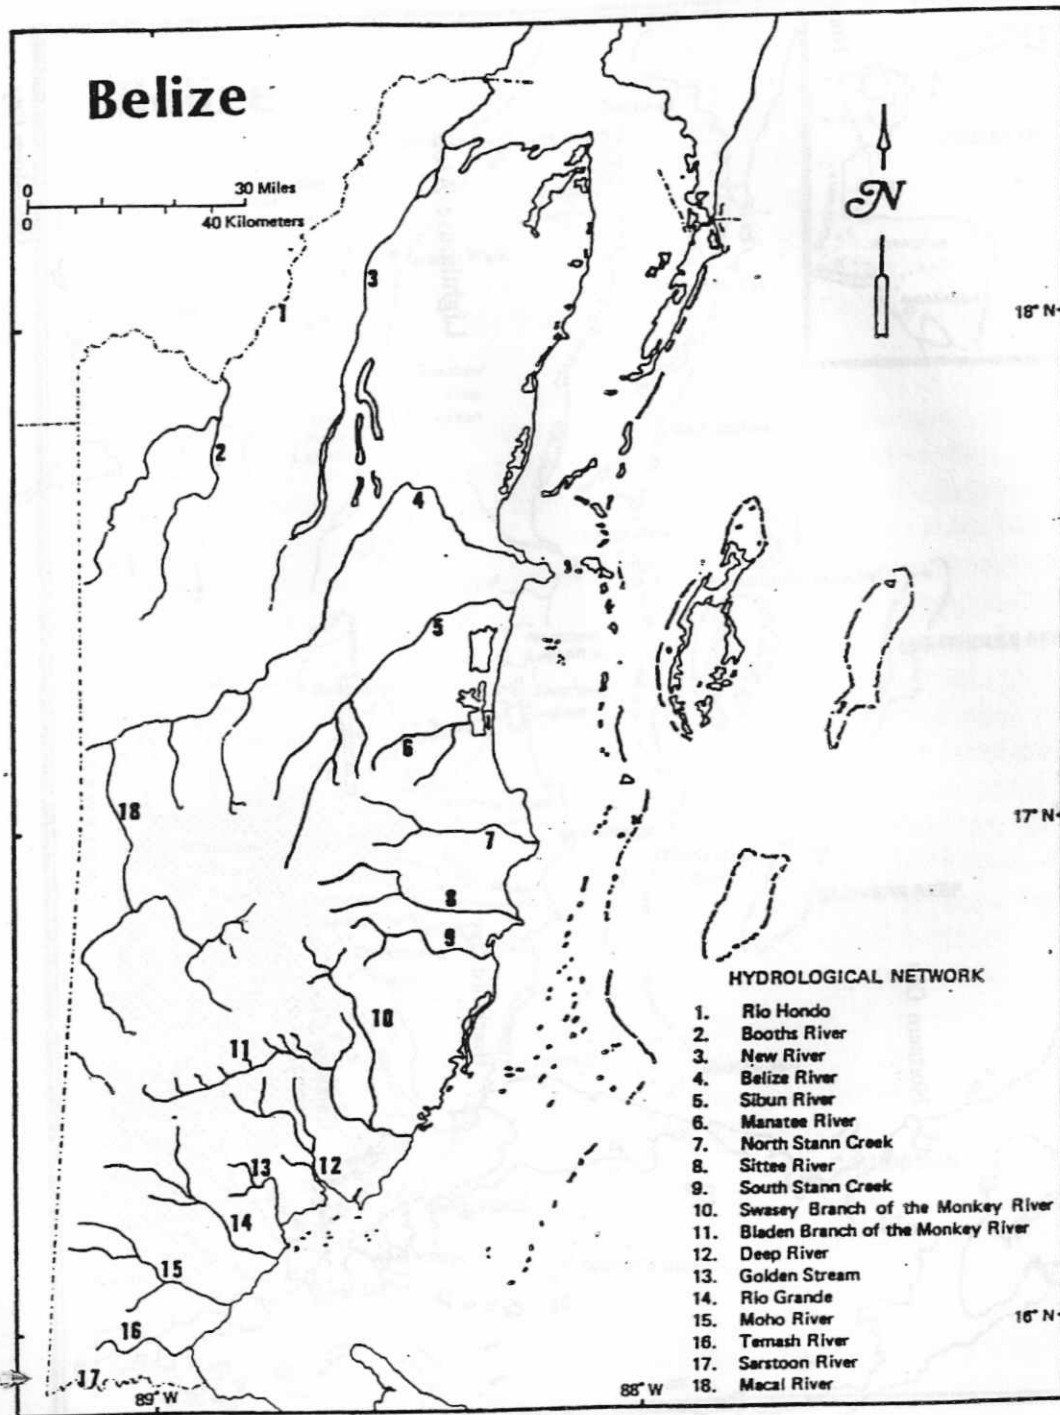 Belize
0 30 Miles
0 40 Kilometers
N
18° N
17° N
16° N
89° W
88° W
1
2
3
4
5
6
7
8
9
10
11
12
13
14
15
16
17
18
HYDROLOGICAL NETWORK
1. Rio Hondo
2. Booths River
3. New River
4. Belize River
5. Sibun River
6. Manatee River
7. North Stann Creek
8. Sittee River
9. South Stann Creek
10. Swasey Branch of the Monkey River
11. Bladen Branch of the Monkey River
12. Deep River
13. Golden Stream
14. Rio Grande
15. Moho River
16. Temash River
17. Sarstoon River
18. Macal River